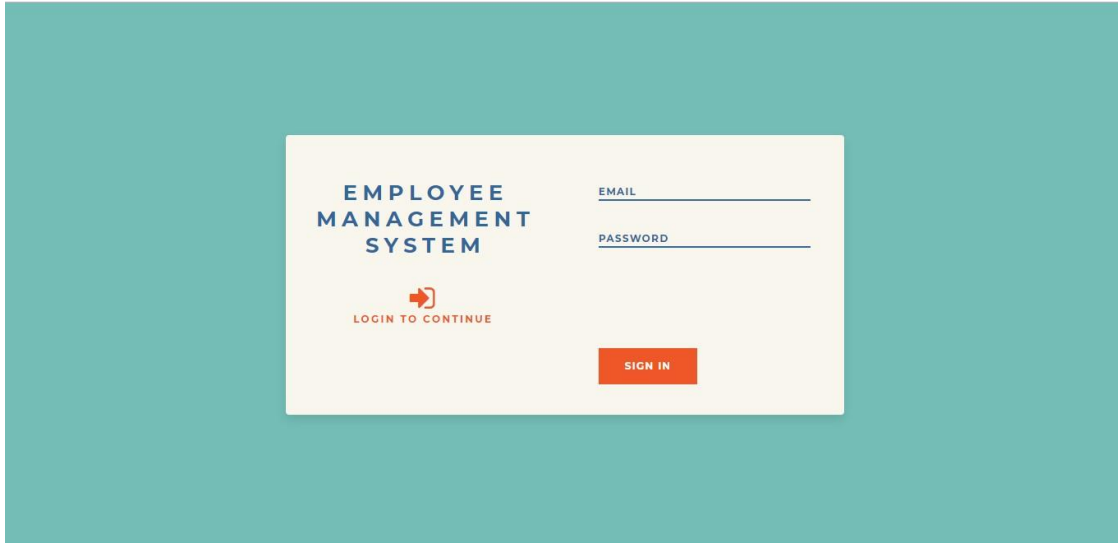 EMPLOYEE
MANAGEMENT
SYSTEM
LOGIN TO CONTINUE
EMAIL
PASSWORD
SIGN IN